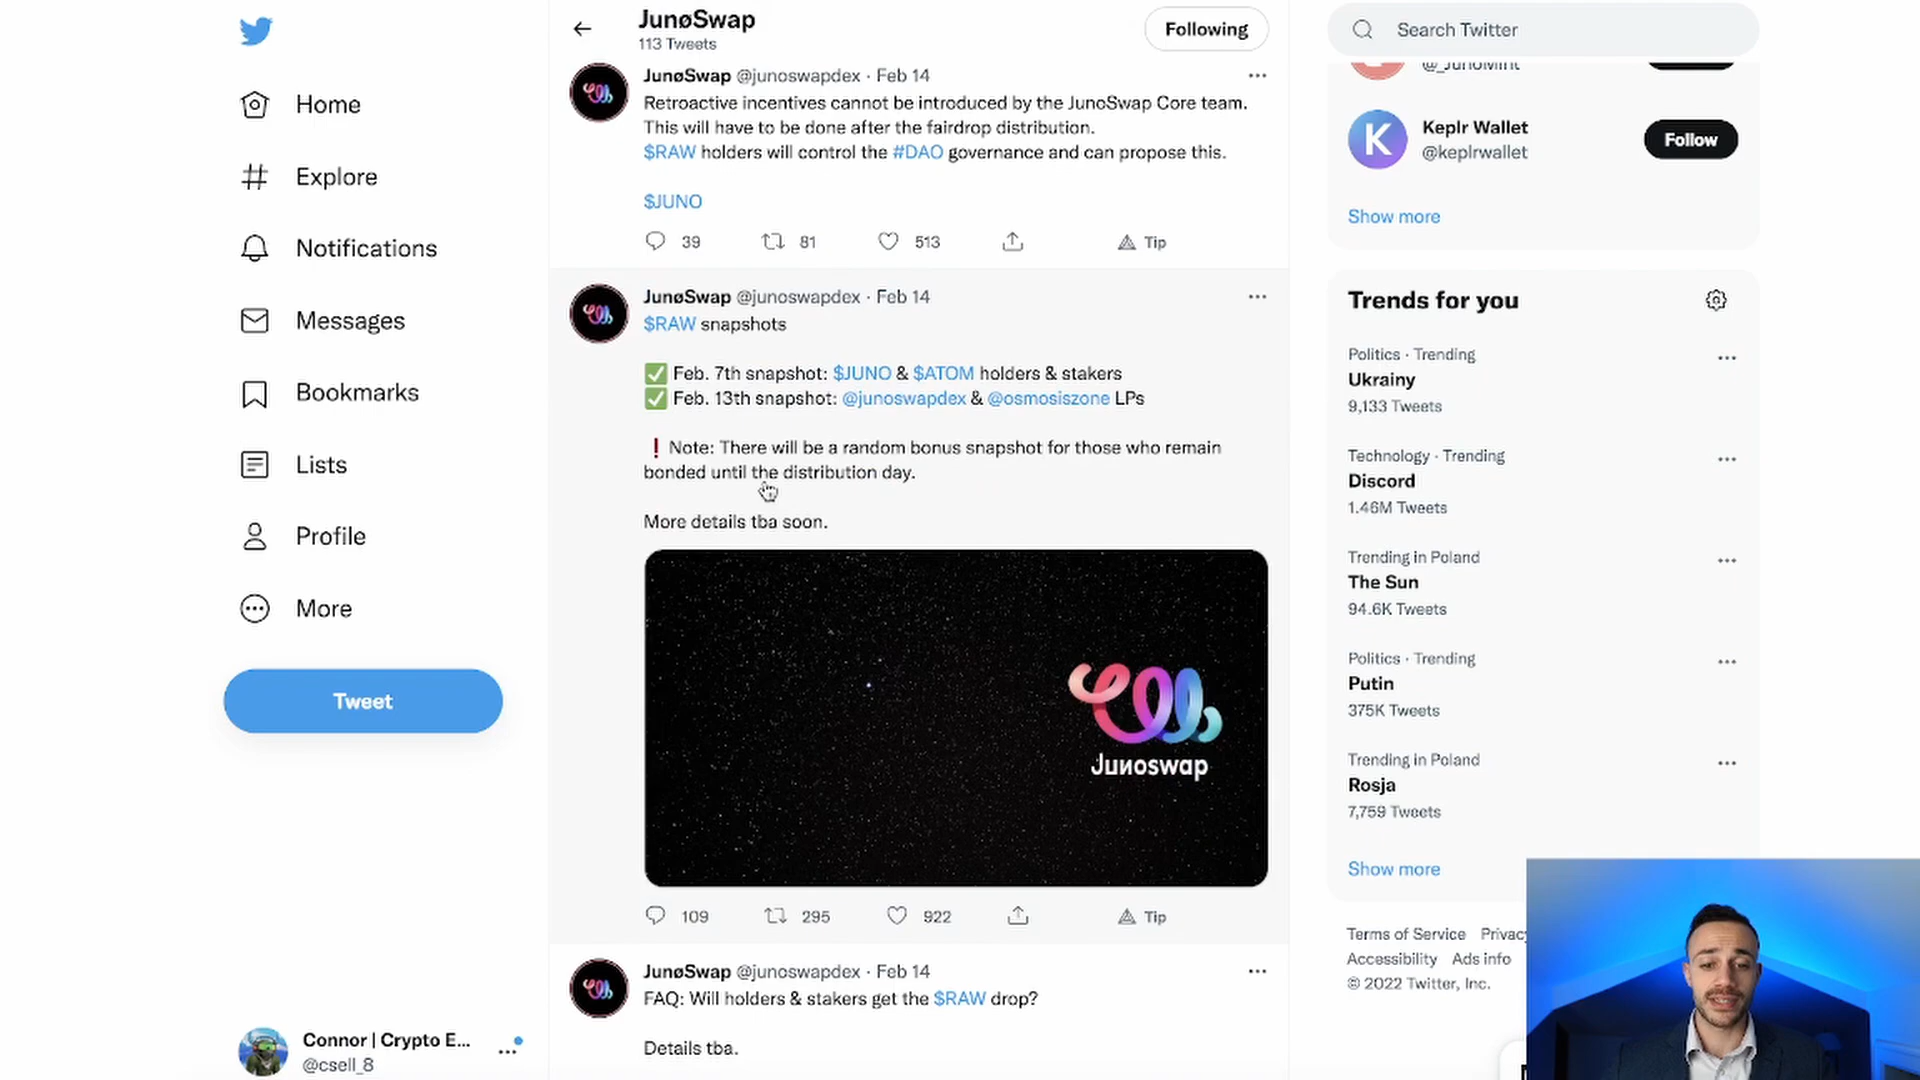 Home
Explore
Notifications
Messages
Bookmarks
Lists
Profile
More
Tweet
Connor | Crypto E...
@csell_8
JunøSwap
113 Tweets
Following
JunøSwap @junoswapdex · Feb 14
Retroactive incentives cannot be introduced by the JunoSwap Core team.
This will have to be done after the fairdrop distribution.
$RAW holders will control the #DAO governance and can propose this.
$JUNO
39 81 513 Tip
JunøSwap @junoswapdex · Feb 14
$RAW snapshots
✅ Feb. 7th snapshot: $JUNO & $ATOM holders & stakers
✅ Feb. 13th snapshot: @junoswapdex & @osmosiszone LPs
❗ Note: There will be a random bonus snapshot for those who remain
bonded until the distribution day.
More details tba soon.
Junoswap
109 295 922 Tip
JunøSwap @junoswapdex · Feb 14
FAQ: Will holders & stakers get the $RAW drop?
Details tba.
Search Twitter
@_JunoMint
K
Keplr Wallet
@keplrwallet
Follow
Show more
Trends for you
Politics · Trending
Ukrainy
9,133 Tweets
Technology · Trending
Discord
1.46M Tweets
Trending in Poland
The Sun
94.6K Tweets
Politics · Trending
Putin
375K Tweets
Trending in Poland
Rosja
7,759 Tweets
Show more
Terms of Service Privacy
Accessibility Ads info
© 2022 Twitter, Inc.